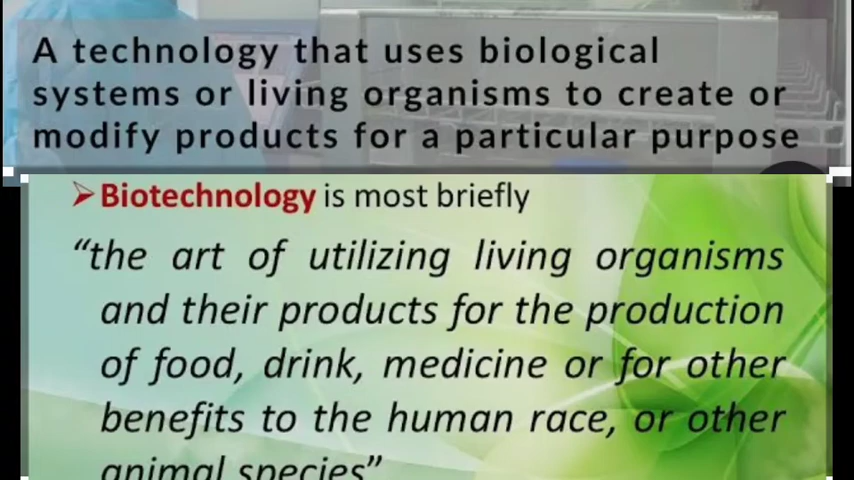 A technology that uses biological
systems or living organisms to create or
modify products for a particular purpose
➢Biotechnology is most briefly
“the art of utilizing living organisms
and their products for the production
of food, drink, medicine or for other
benefits to the human race, or other
animal species”